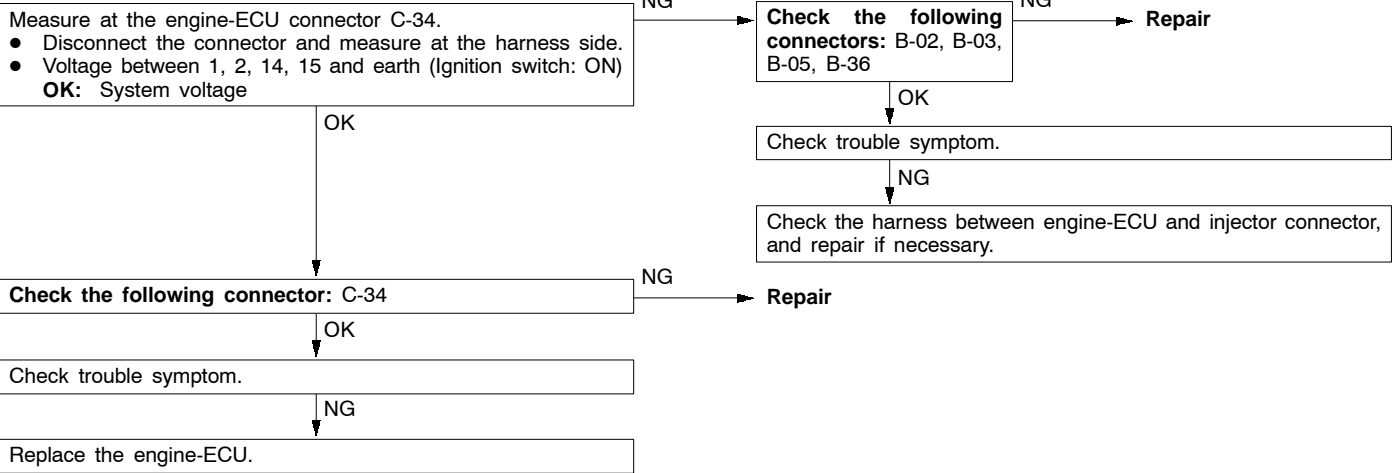 Measure at the engine-ECU connector C-34.
● Disconnect the connector and measure at the harness side.
● Voltage between 1, 2, 14, 15 and earth (Ignition switch: ON)
OK: System voltage
NG
Check the following
connectors: B-02, B-03,
B-05, B-36
NG
Repair
OK
Check trouble symptom.
NG
Check the harness between engine-ECU and injector connector,
and repair if necessary.
OK
Check the following connector: C-34
NG
Repair
OK
Check trouble symptom.
NG
Replace the engine-ECU.